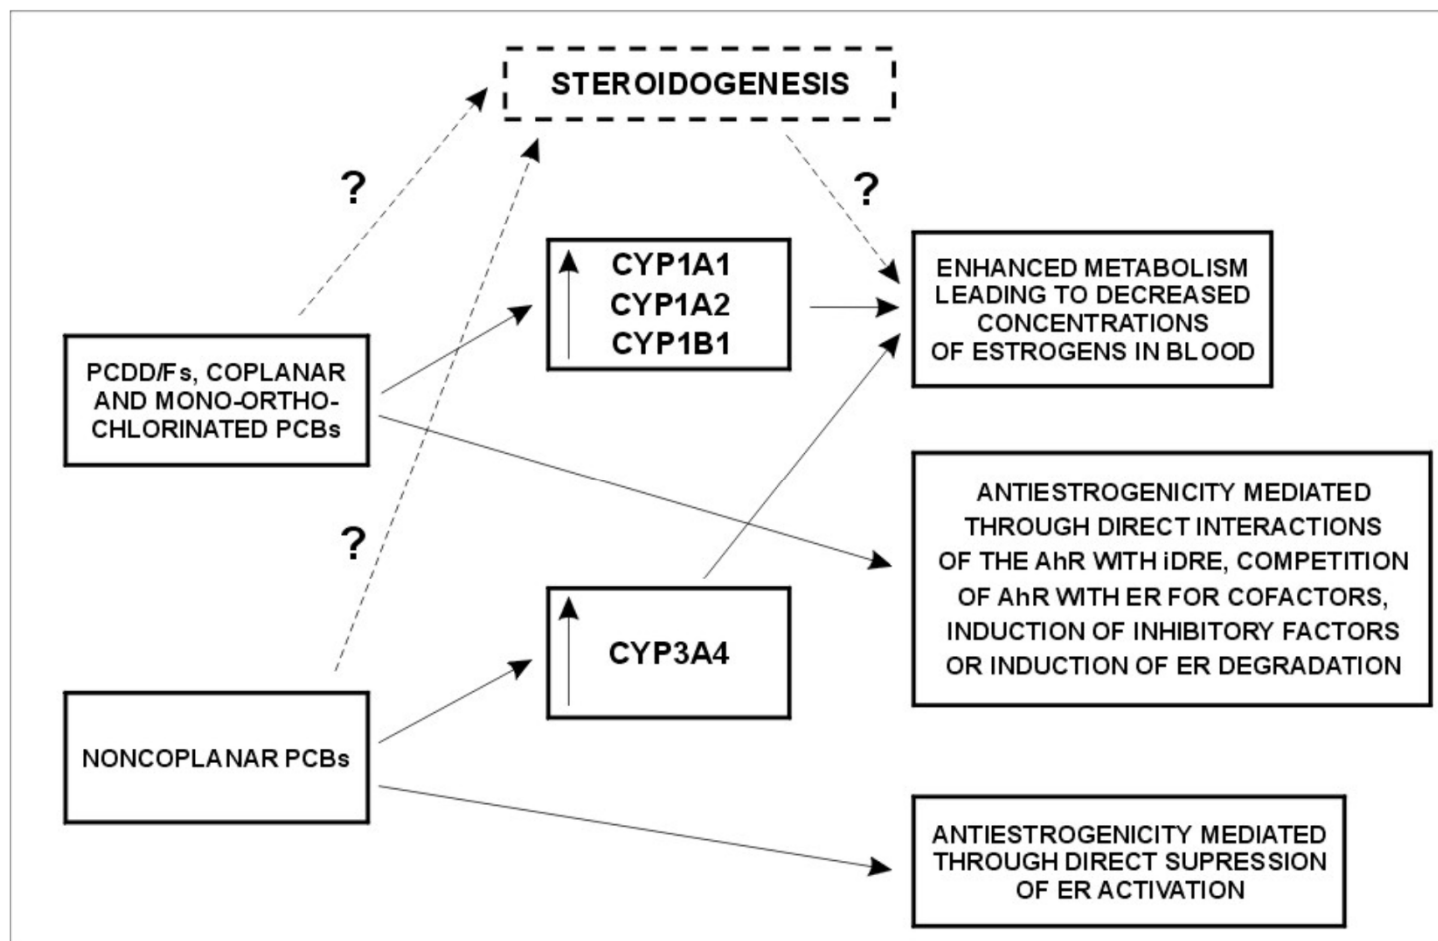 STEROIDOGENESIS
?
?
CYP1A1
CYP1A2
CYP1B1
ENHANCED METABOLISM
LEADING TO DECREASED
CONCENTRATIONS
OF ESTROGENS IN BLOOD
PCDD/Fs, COPLANAR
AND MONO-ORTHO-
CHLORINATED PCBs
ANTIESTROGENICITY MEDIATED
THROUGH DIRECT INTERACTIONS
OF THE AhR WITH iDRE, COMPETITION
OF AhR WITH ER FOR COFACTORS,
INDUCTION OF INHIBITORY FACTORS
OR INDUCTION OF ER DEGRADATION
?
CYP3A4
NONCOPLANAR PCBs
ANTIESTROGENICITY MEDIATED
THROUGH DIRECT SUPRESSION
OF ER ACTIVATION